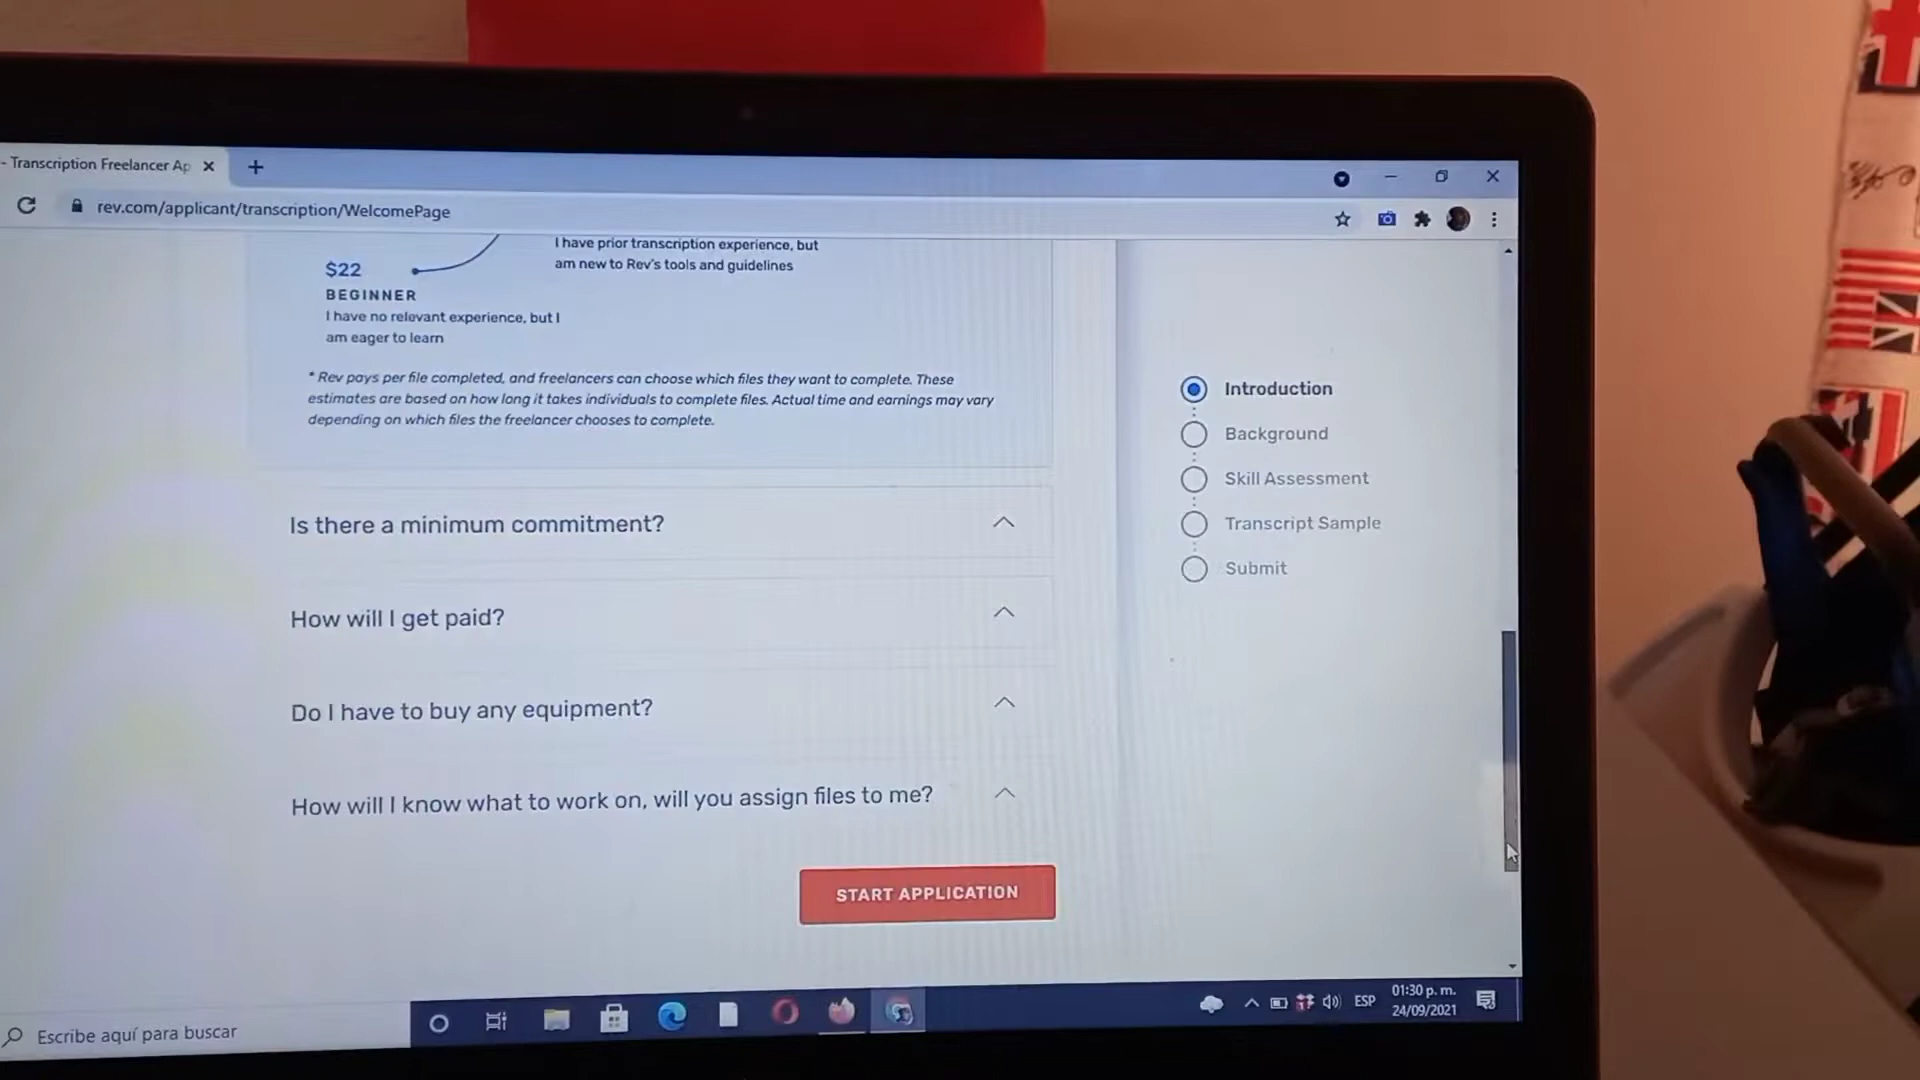 - Transcription Freelancer Ap
rev.com/applicant/transcription/WelcomePage
I have prior transcription experience, but
am new to Rev's tools and guidelines
$22
BEGINNER
I have no relevant experience, but I
am eager to learn
* Rev pays per file completed, and freelancers can choose which files they want to complete. These
estimates are based on how long it takes individuals to complete files. Actual time and earnings may vary
depending on which files the freelancer chooses to complete.
Is there a minimum commitment?
How will I get paid?
Do I have to buy any equipment?
How will I know what to work on, will you assign files to me?
START APPLICATION
Introduction
Background
Skill Assessment
Transcript Sample
Submit
Escribe aquí para buscar
ESP
01:30 p. m.
24/09/2021